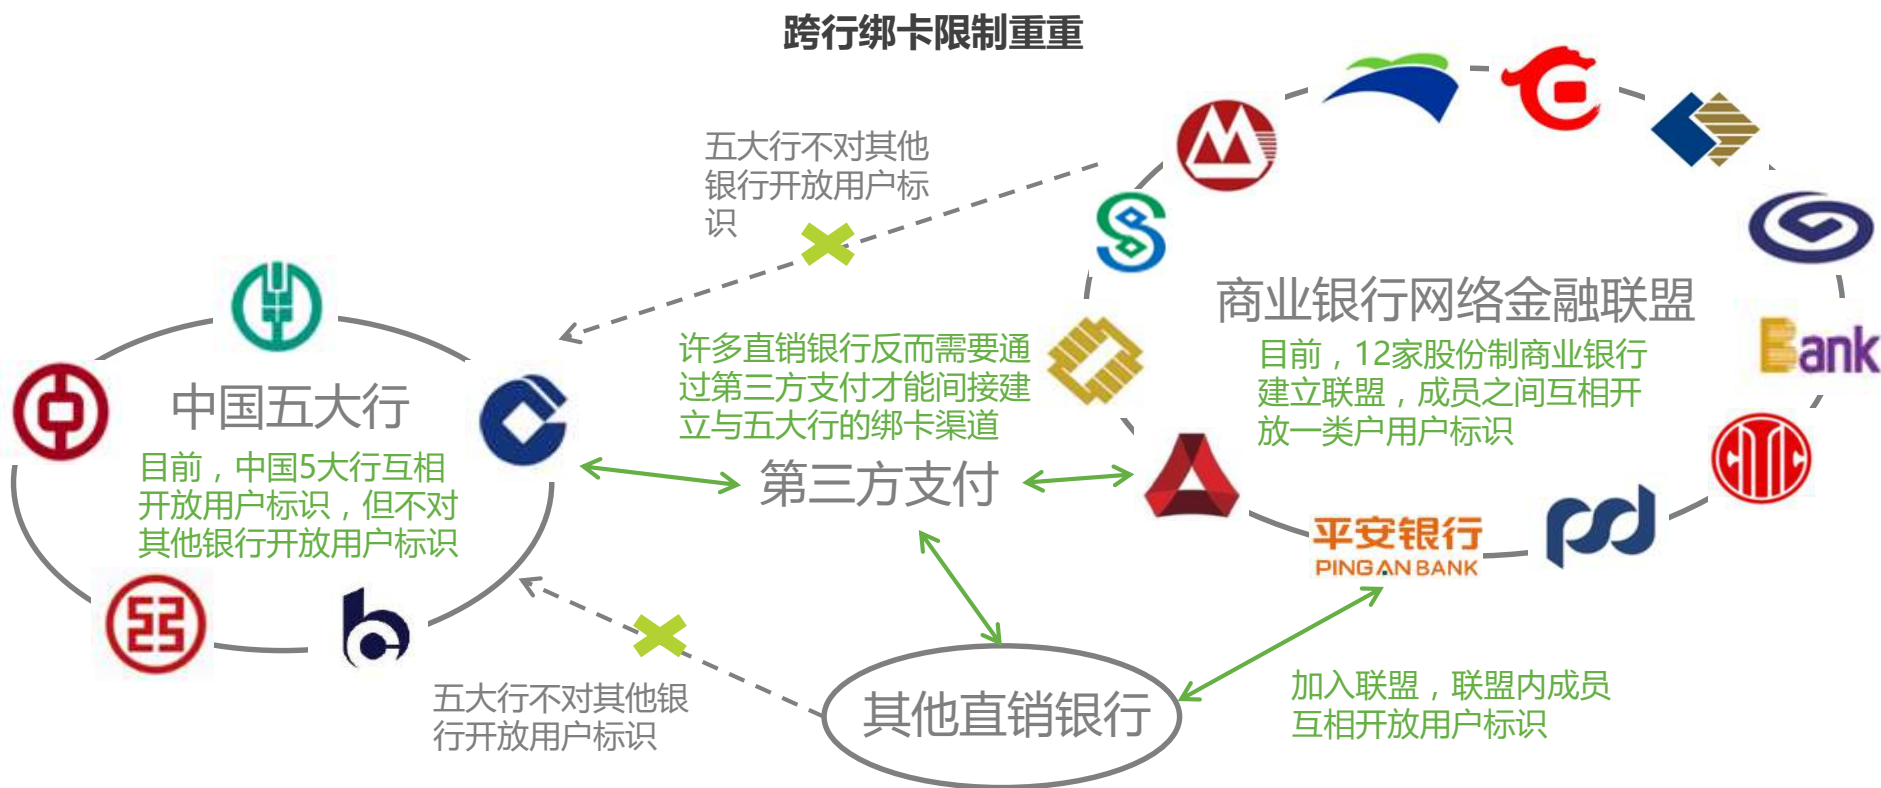 跨行绑卡限制重重
五大行不对其他
银行开放用户标
识
商业银行网络金融联盟
目前，12家股份制商业银行
建立联盟，成员之间互相开
放一类户用户标识
Bank
许多直销银行反而需要通
过第三方支付才能间接建
立与五大行的绑卡渠道
第三方支付
中国五大行
目前，中国5大行互相
开放用户标识，但不对
其他银行开放用户标识
CITIC
平安银行
PINGAN BANK
五大行不对其他银
行开放用户标识
其他直销银行
加入联盟，联盟内成员
互相开放用户标识